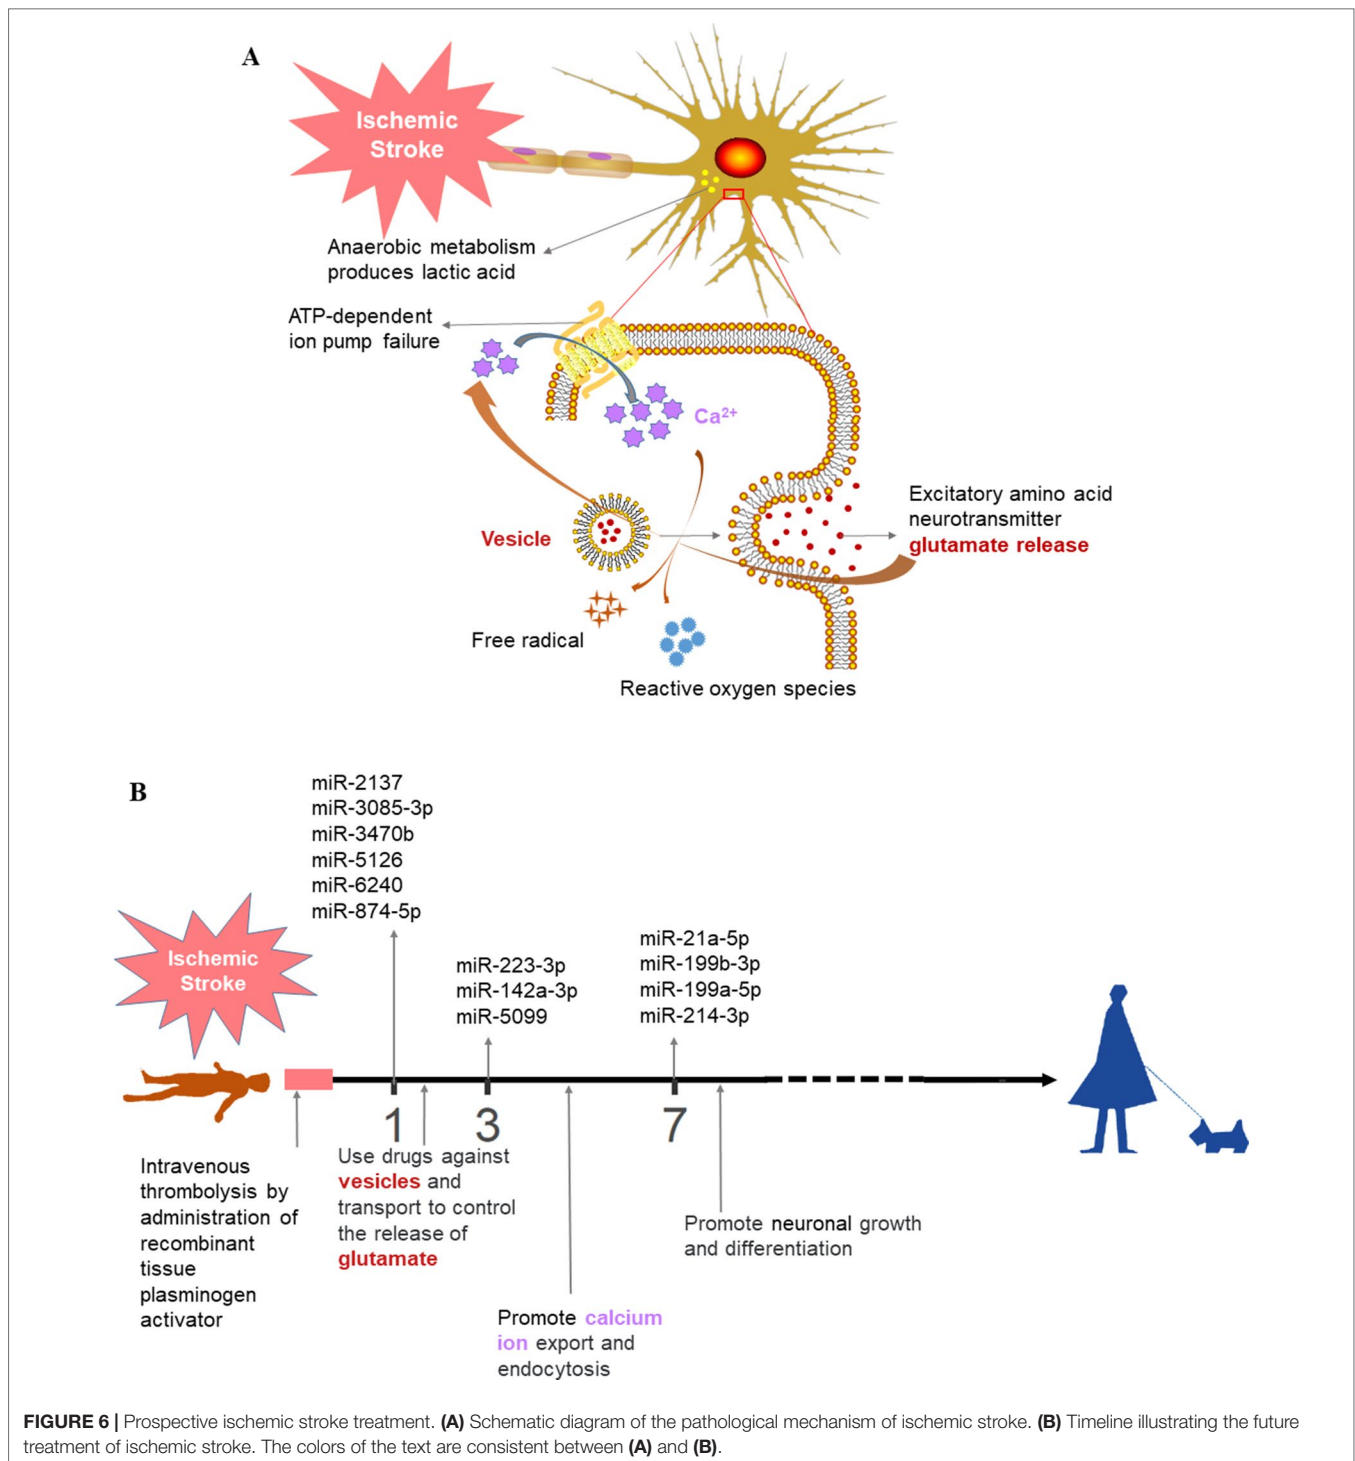 A
Ischemic
Stroke
Anaerobic metabolism
produces lactic acid
ATP-dependent
ion pump failure
Ca²⁺
Vesicle
Excitatory amino acid
neurotransmitter
glutamate release
Free radical
Reactive oxygen species
B
miR-2137
miR-3085-3p
miR-3470b
miR-5126
miR-6240
miR-874-5p
Ischemic
Stroke
miR-223-3p
miR-142a-3p
miR-5099
miR-21a-5p
miR-199b-3p
miR-199a-5p
miR-214-3p
1
3
7
Intravenous
thrombolysis by
administration of
recombinant
tissue
plasminogen
activator
Use drugs against
vesicles and
transport to control
the release of
glutamate
Promote calcium
ion export and
endocytosis
Promote neuronal growth
and differentiation
FIGURE 6 | Prospective ischemic stroke treatment. (A) Schematic diagram of the pathological mechanism of ischemic stroke. (B) Timeline illustrating the future
treatment of ischemic stroke. The colors of the text are consistent between (A) and (B).